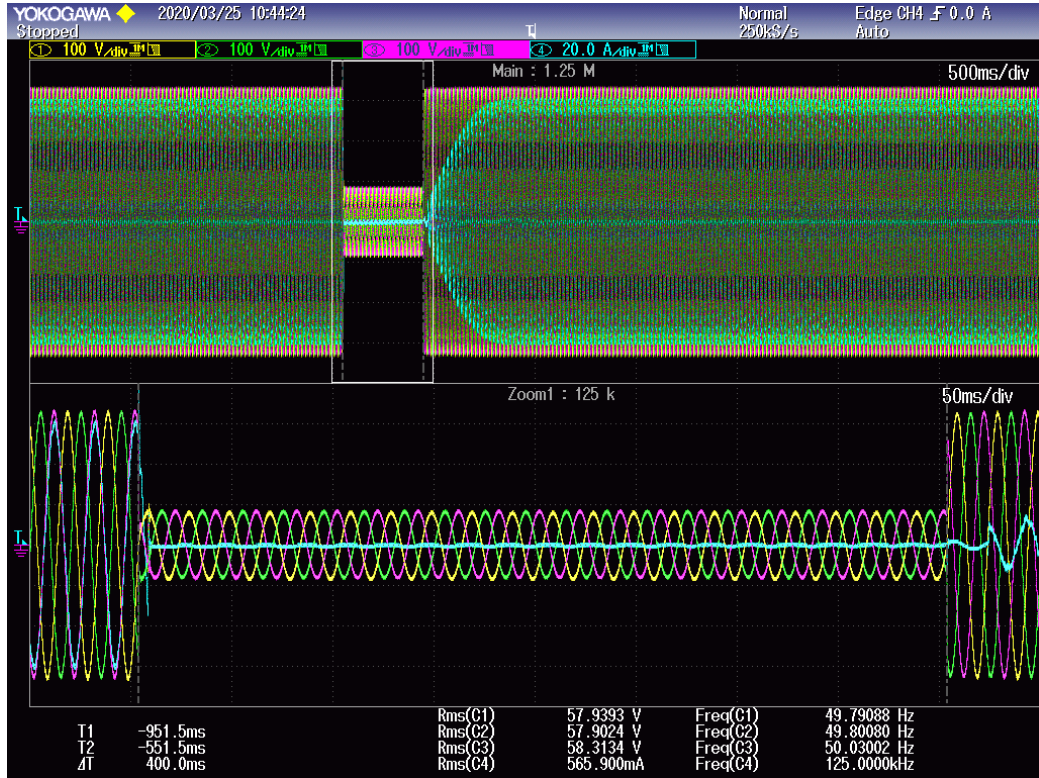 YOKOGAWA 2020/03/25 10:44:24 Normal Edge CH4 0.0 A
Stopped 250kS/s Auto
1 100 V/div 2 100 V/div 3 100 V/div 4 20.0 A/div
Main : 1.25 M 500ms/div
T
Zoom1 : 125 k 50ms/div
T
Rms(C1) 57.9393 V Freq(C1) 49.79088 Hz
T1 -951.5ms Rms(C2) 57.9024 V Freq(C2) 49.80080 Hz
T2 -551.5ms Rms(C3) 58.3134 V Freq(C3) 50.03002 Hz
ΔT 400.0ms Rms(C4) 565.900mA Freq(C4) 125.0000kHz